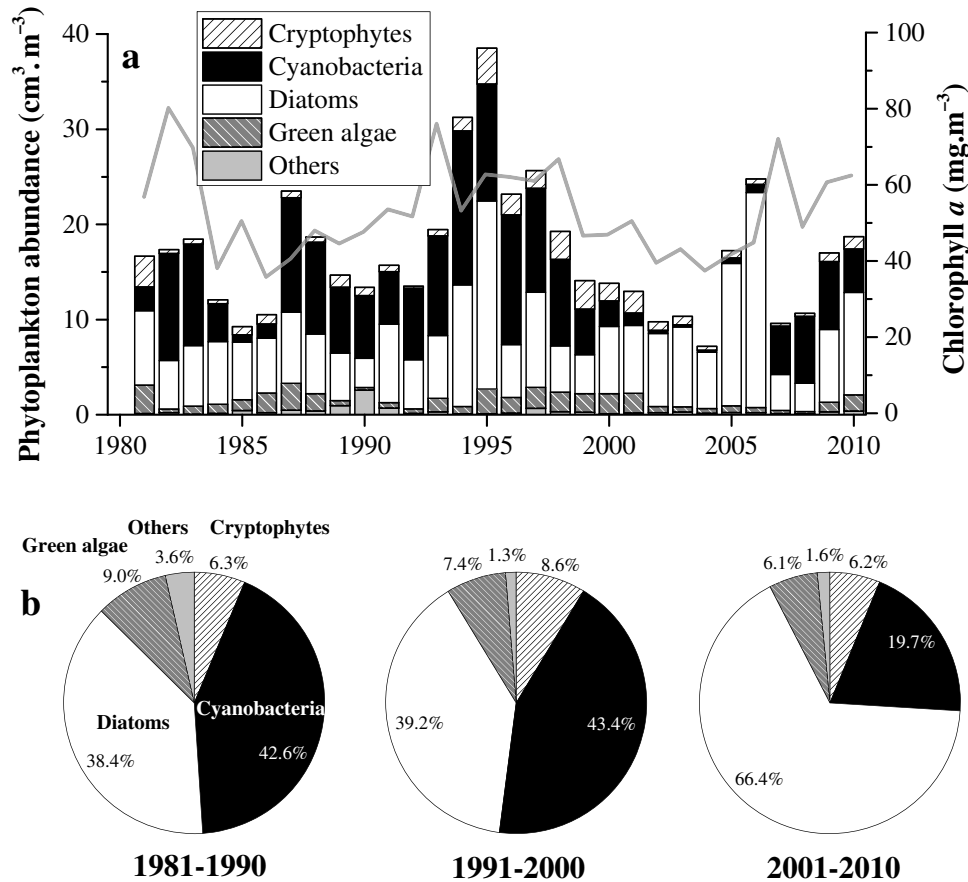 a
Cryptophytes
Cyanobacteria
Diatoms
Green algae
Others
Phytoplankton abundance (cm³.m⁻³)
40
30
20
10
0
Chlorophyll a (mg.m⁻³)
100
80
60
40
20
0
1980 1985 1990 1995 2000 2005 2010
b
Others Cryptophytes
Green algae 3.6% 6.3%
9.0%
Cyanobacteria
Diatoms
42.6%
38.4%
1981-1990
7.4% 1.3% 8.6%
39.2% 43.4%
1991-2000
6.1% 1.6% 6.2%
19.7%
66.4%
2001-2010